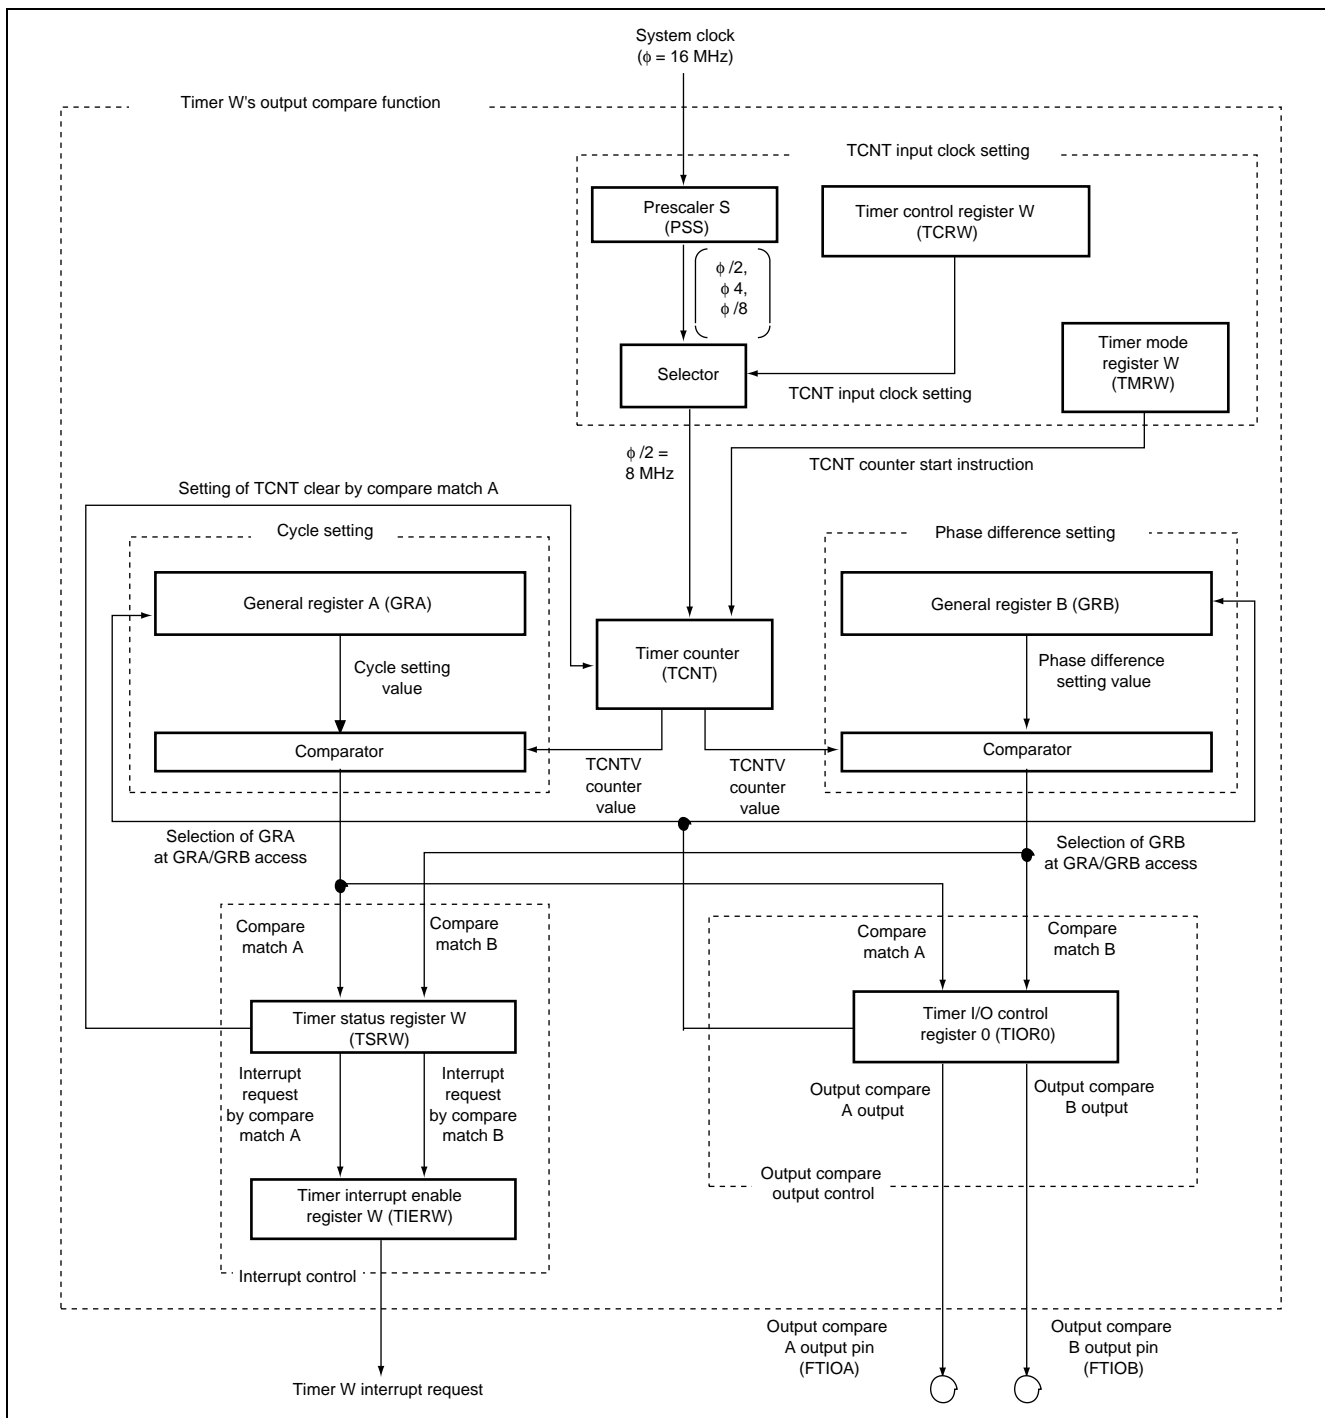 System clock
(ϕ = 16 MHz)
Timer W's output compare function
TCNT input clock setting
Prescaler S
(PSS)
Timer control register W
(TCRW)
ϕ /2,
ϕ 4,
ϕ /8
Timer mode
register W
(TMRW)
Selector
TCNT input clock setting
ϕ /2 =
8 MHz
TCNT counter start instruction
Setting of TCNT clear by compare match A
Cycle setting
Phase difference setting
General register A (GRA)
General register B (GRB)
Timer counter
(TCNT)
Cycle setting
value
Phase difference
setting value
Comparator
Comparator
TCNTV
counter
value
TCNTV
counter
value
Selection of GRA
at GRA/GRB access
Selection of GRB
at GRA/GRB access
Compare
match A
Compare
match B
Compare
match A
Compare
match B
Timer status register W
(TSRW)
Timer I/O control
register 0 (TIOR0)
Interrupt
request
by compare
match A
Interrupt
request
by compare
match B
Output compare
A output
Output compare
B output
Timer interrupt enable
register W (TIERW)
Output compare
output control
Interrupt control
Output compare
A output pin
(FTIOA)
Output compare
B output pin
(FTIOB)
Timer W interrupt request